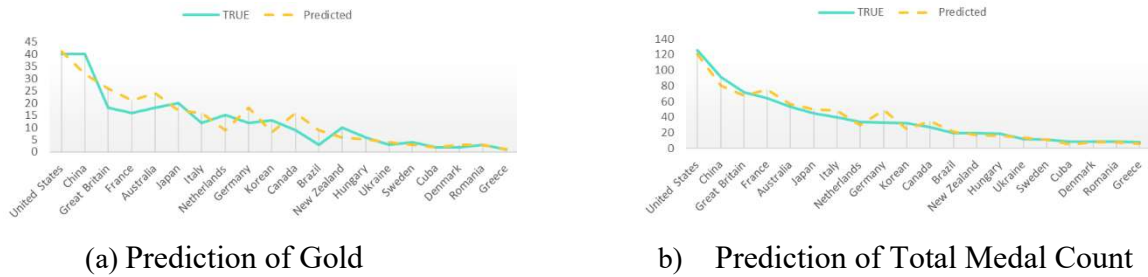 TRUE Predicted
45
40
35
30
25
20
15
10
5
0
United States
China
Great Britain
France
Australia
Japan
Italy
Netherlands
Germany
Korean
Canada
Brazil
New Zealand
Hungary
Ukraine
Sweden
Cuba
Denmark
Romania
Greece
(a) Prediction of Gold
TRUE Predicted
140
120
100
80
60
40
20
0
United States
China
Great Britain
France
Australia
Japan
Italy
Netherlands
Germany
Korean
Canada
Brazil
New Zealand
Hungary
Ukraine
Sweden
Cuba
Denmark
Romania
Greece
b) Prediction of Total Medal Count